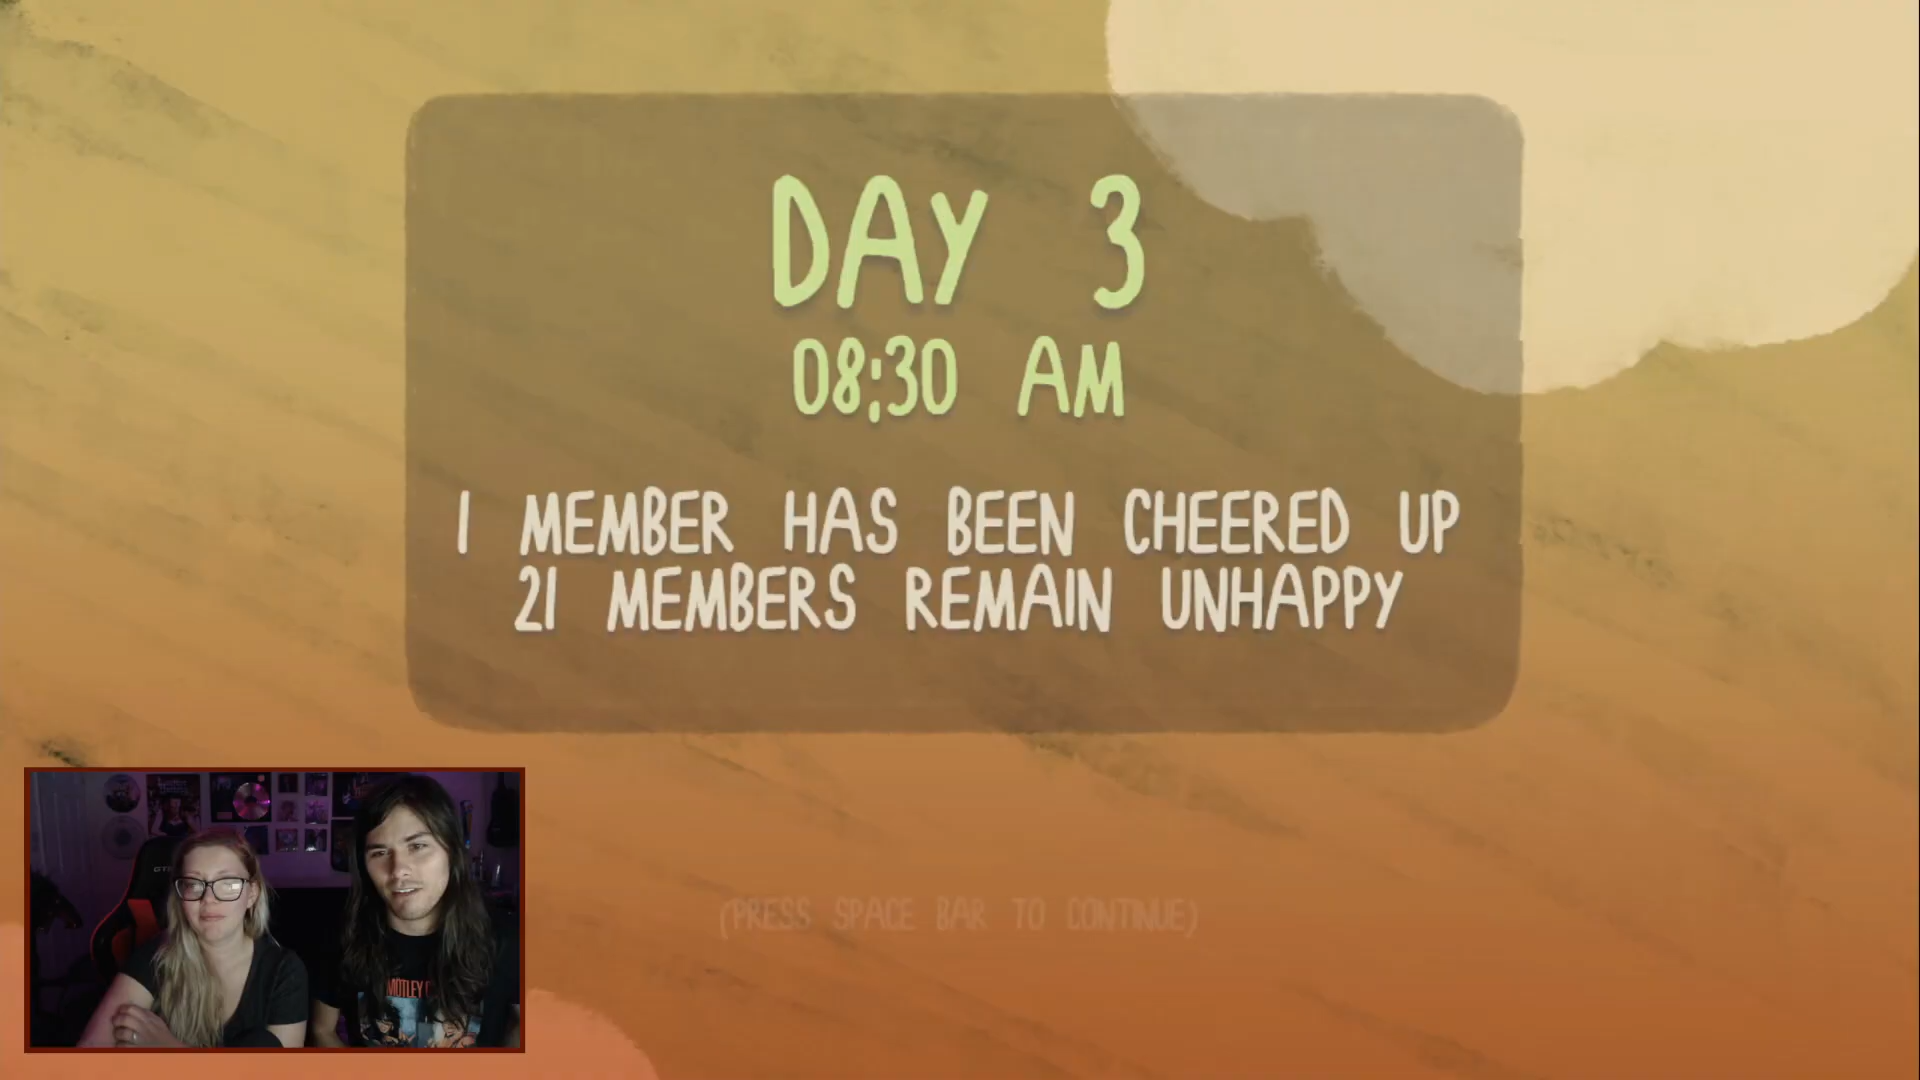 DAY 3
08:30 AM
1 MEMBER HAS BEEN CHEERED UP
21 MEMBERS REMAIN UNHAPPY
(PRESS SPACE BAR TO CONTINUE)
MÖTLEY